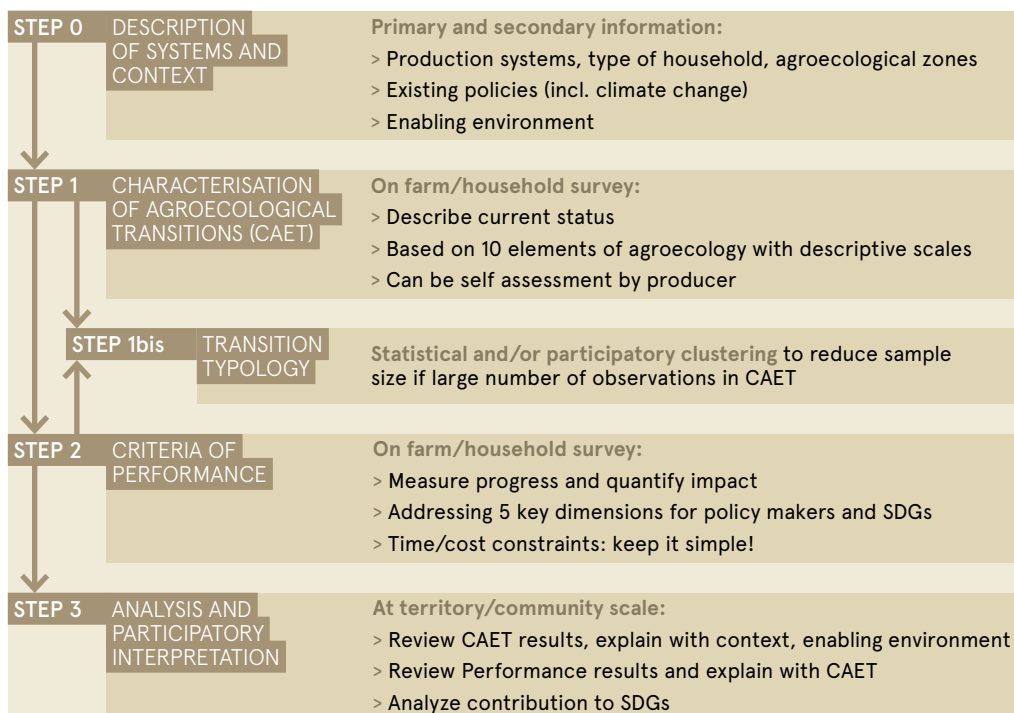 STEP 0
DESCRIPTION
OF SYSTEMS AND
CONTEXT
Primary and secondary information:
> Production systems, type of household, agroecological zones
> Existing policies (incl. climate change)
> Enabling environment
STEP 1
CHARACTERISATION
OF AGROECOLOGICAL
TRANSITIONS (CAET)
On farm/household survey:
> Describe current status
> Based on 10 elements of agroecology with descriptive scales
> Can be self assessment by producer
STEP 1bis
TRANSITION
TYPOLOGY
Statistical and/or participatory clustering to reduce sample
size if large number of observations in CAET
STEP 2
CRITERIA OF
PERFORMANCE
On farm/household survey:
> Measure progress and quantify impact
> Addressing 5 key dimensions for policy makers and SDGs
> Time/cost constraints: keep it simple!
STEP 3
ANALYSIS AND
PARTICIPATORY
INTERPRETATION
At territory/community scale:
> Review CAET results, explain with context, enabling environment
> Review Performance results and explain with CAET
> Analyze contribution to SDGs